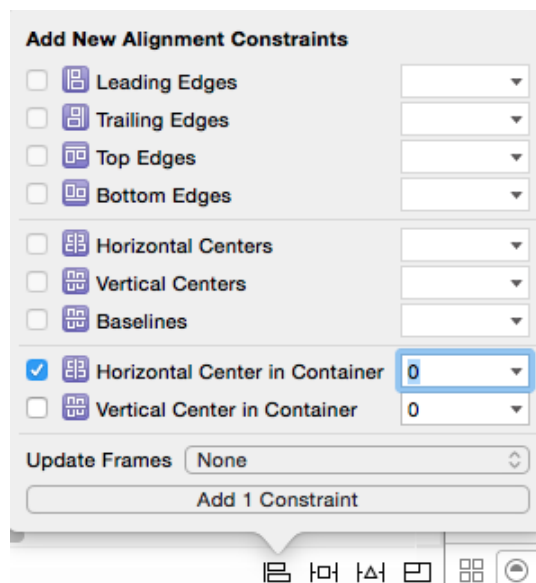 Add New Alignment Constraints
Leading Edges
Trailing Edges
Top Edges
Bottom Edges
Horizontal Centers
Vertical Centers
Baselines
Horizontal Center in Container 0
Vertical Center in Container 0
Update Frames None
Add 1 Constraint